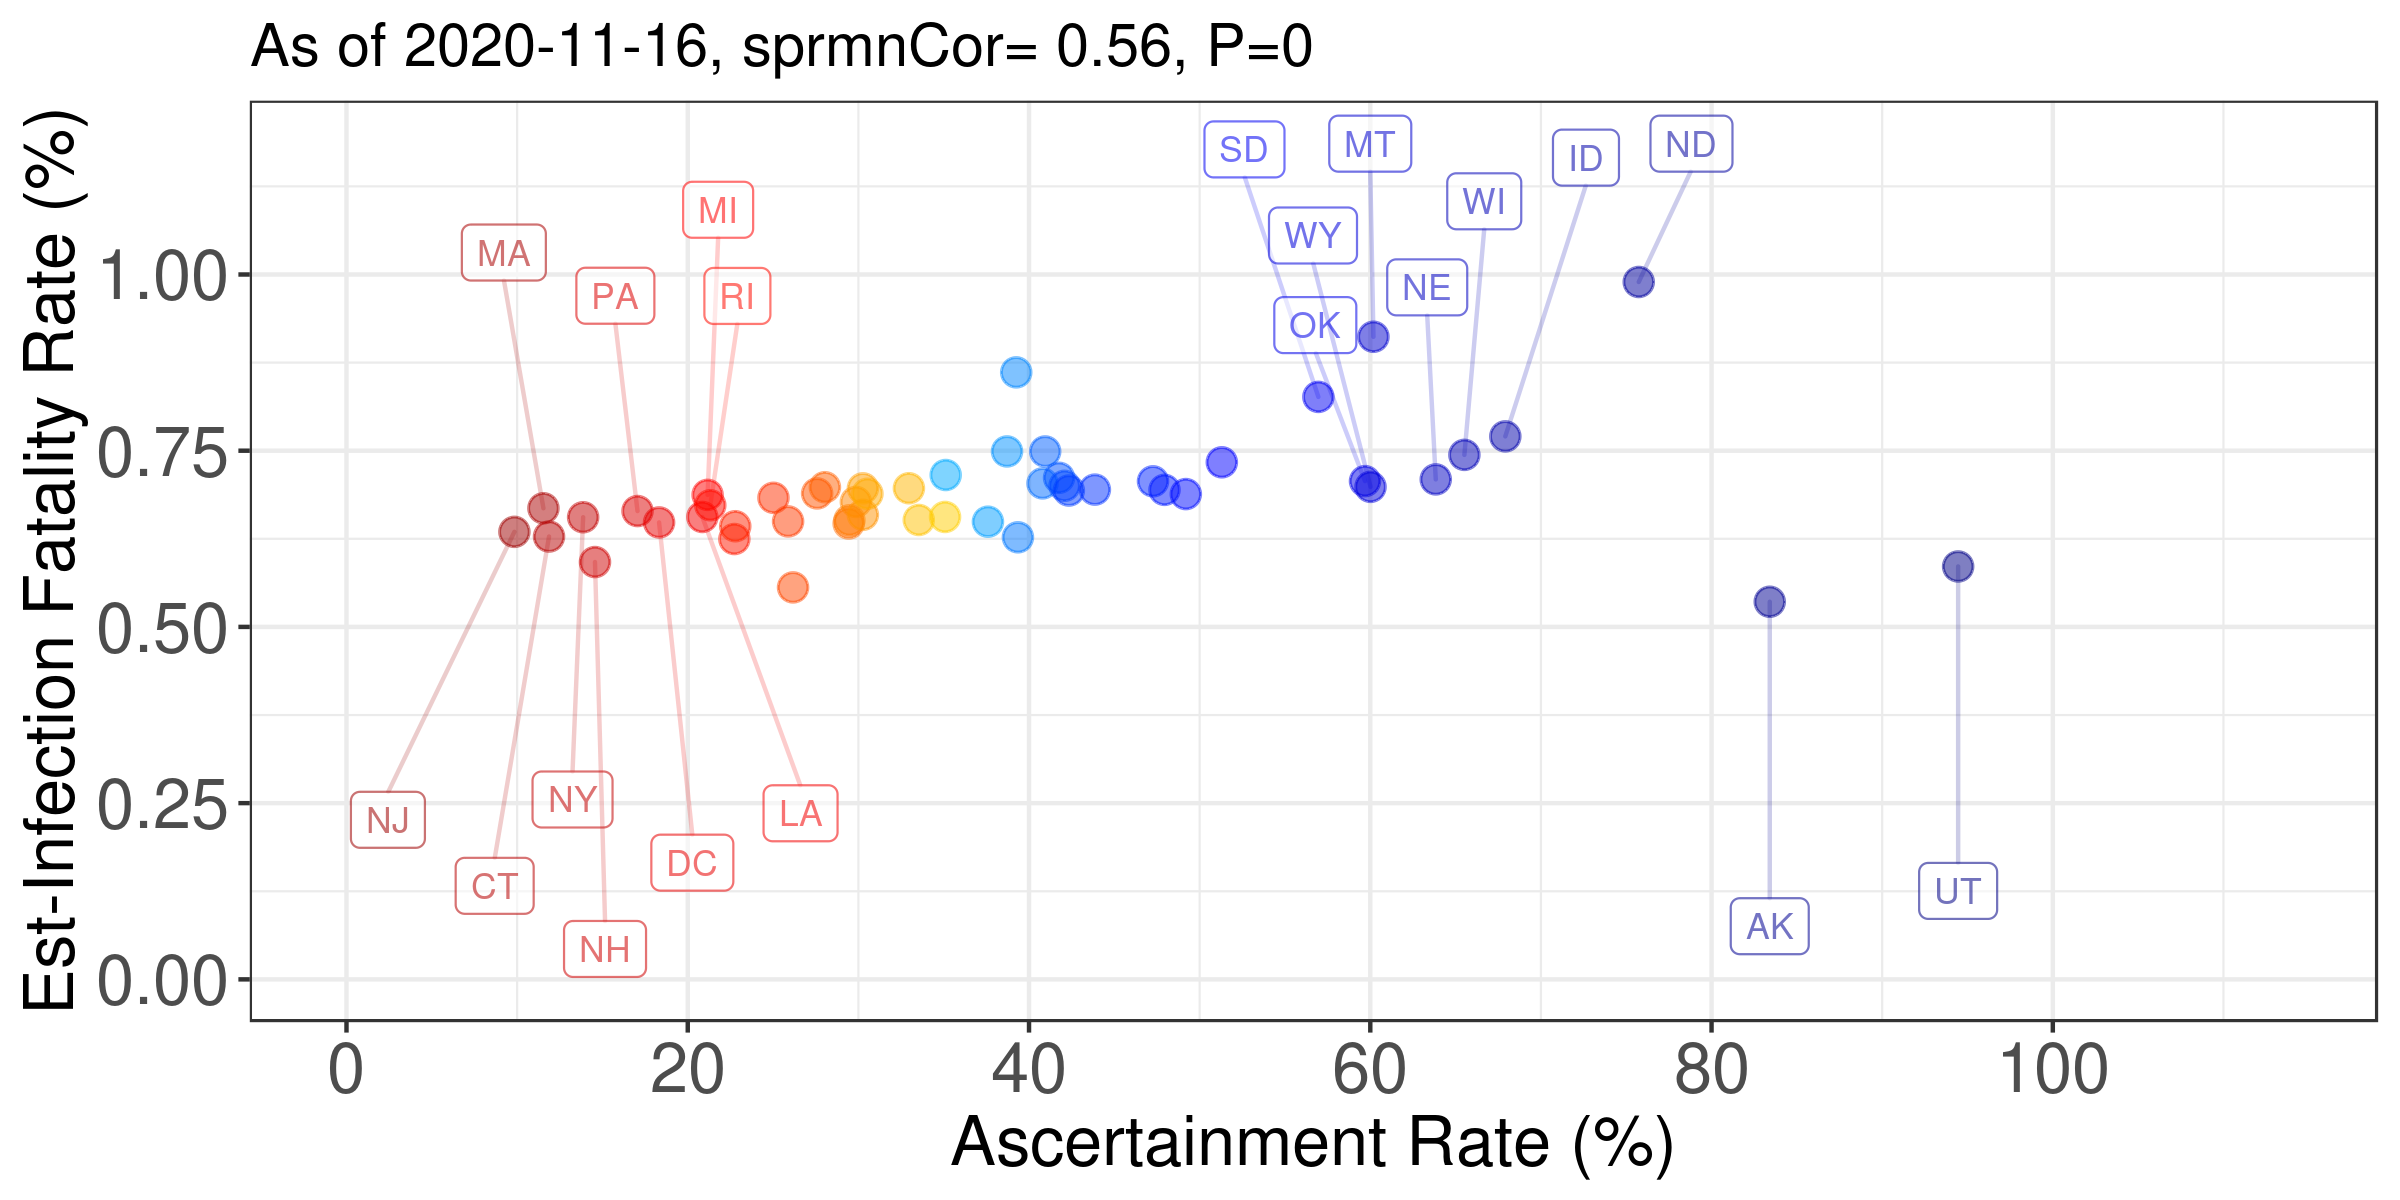 As of 2020-11-16, sprmnCor= 0.56, P=0
Est-Infection Fatality Rate (%)
1.00
0.75
0.50
0.25
0.00
SD
MT
ID
ND
MI
WI
MA
WY
PA
RI
NE
OK
NJ
NY
LA
CT
DC
NH
AK
UT
0
20
40
60
80
100
Ascertainment Rate (%)